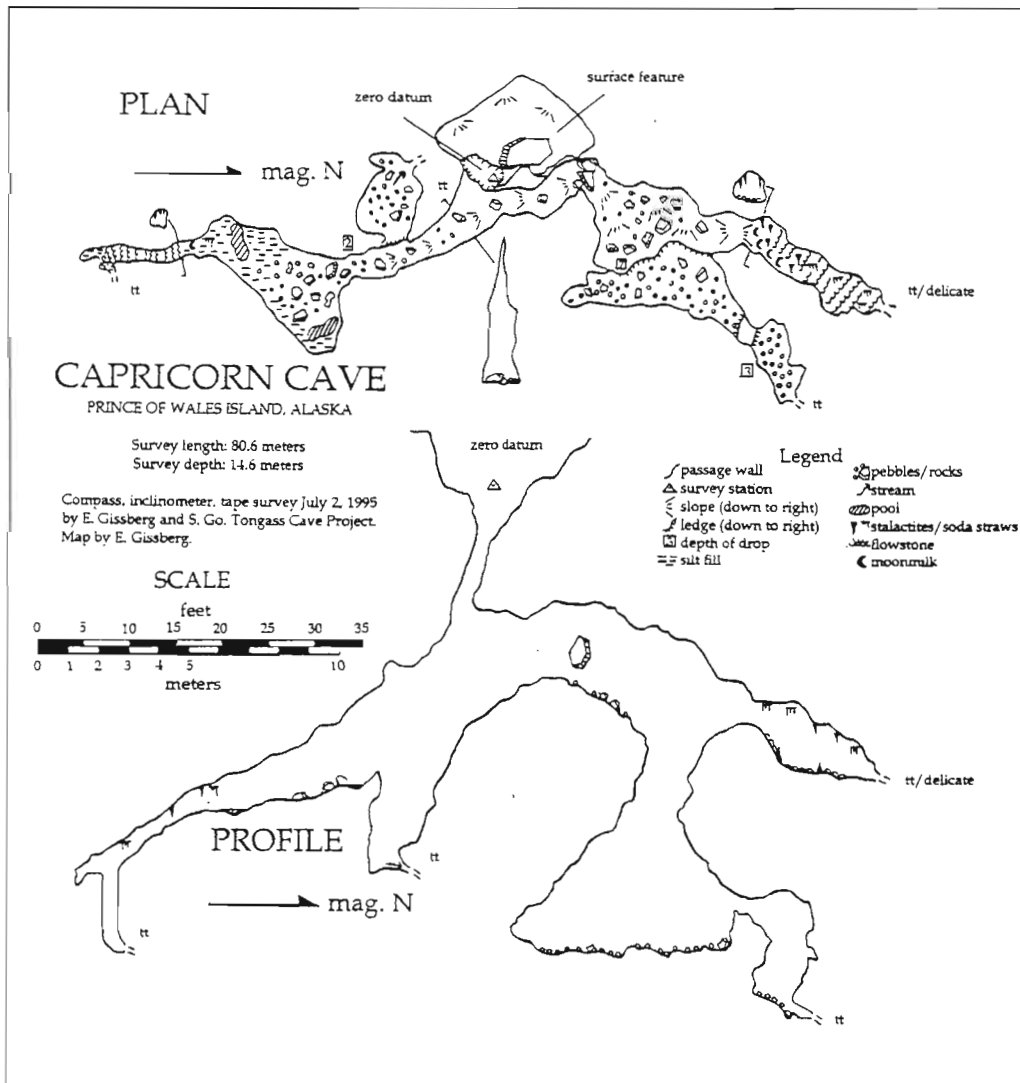 PLAN
zero datum
surface feature
mag. N
tt
2
tt
7
tt/delicate
3
tt
CAPRICORN CAVE
PRINCE OF WALES ISLAND, ALASKA
Survey length: 80.6 meters
Survey depth: 14.6 meters
Compass, inclinometer, tape survey July 2, 1995
by E. Gissberg and S. Go. Tongass Cave Project.
Map by E. Gissberg.
SCALE
feet
0 5 10 15 20 25 30 35
0 1 2 3 4 5 10
meters
zero datum
Legend
passage wall
survey station
slope (down to right)
ledge (down to right)
3 depth of drop
silt fill
pebbles/rocks
stream
pool
stalactites/soda straws
flowstone
moonmilk
tt/delicate
PROFILE
mag. N
tt
tt
tt